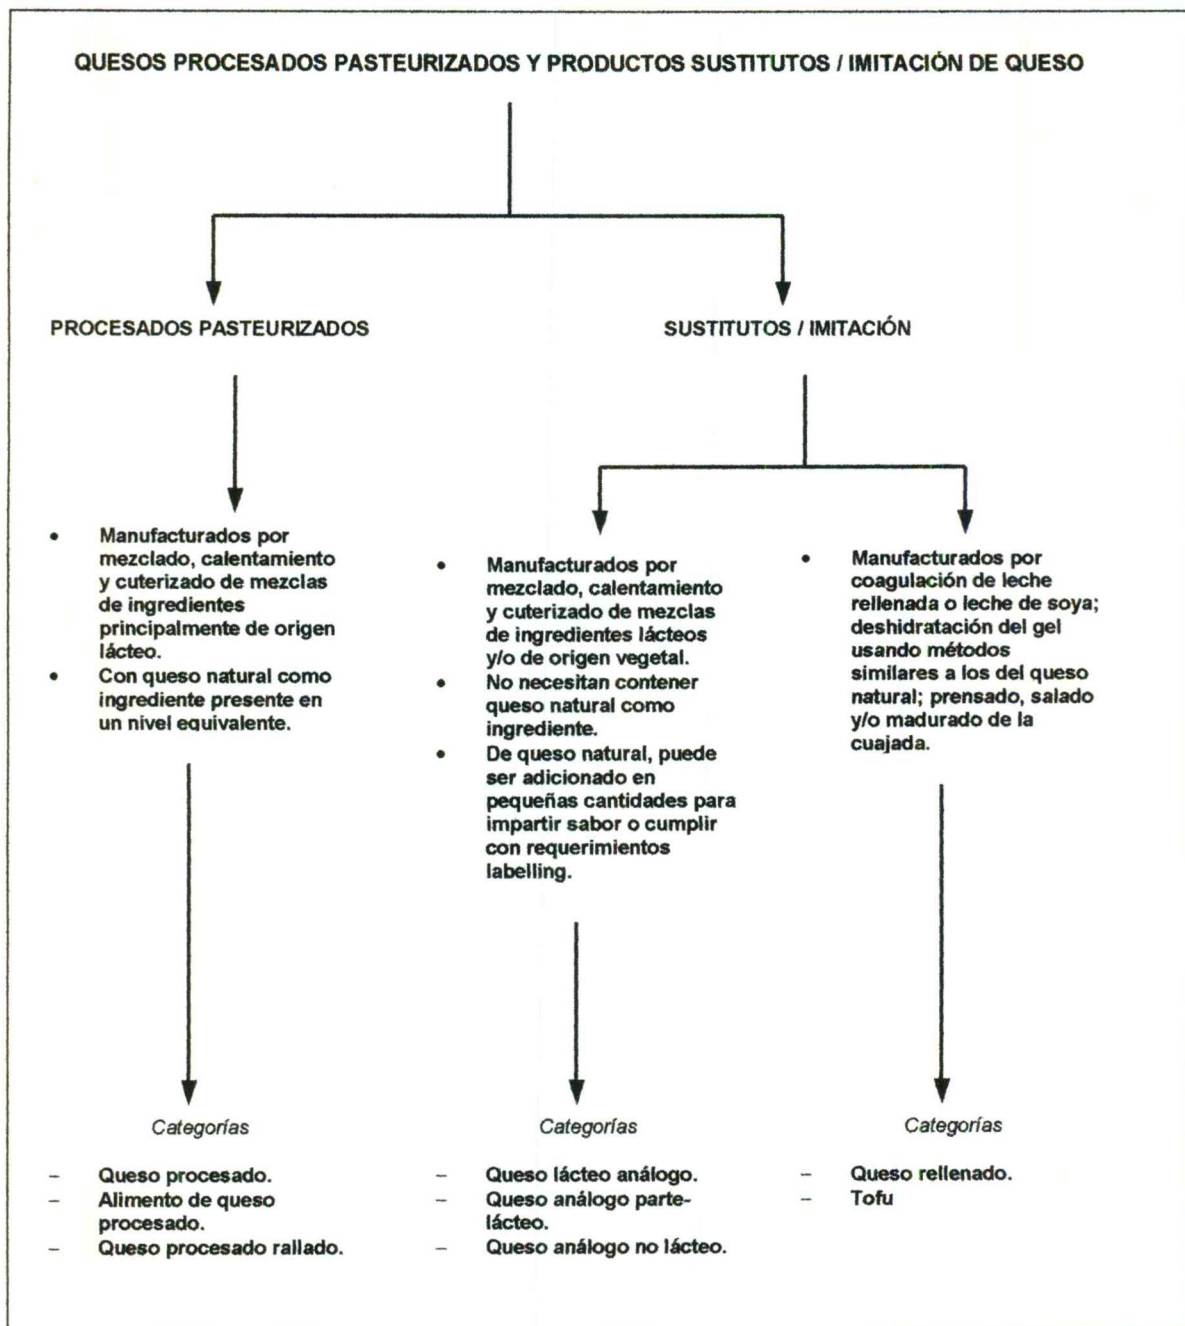 QUESOS PROCESADOS PASTEURIZADOS Y PRODUCTOS SUSTITUTOS / IMITACIÓN DE QUESO
PROCESADOS PASTEURIZADOS
SUSTITUTOS / IMITACIÓN
• Manufacturados por
mezclado, calentamiento
y cuterizado de mezclas
de ingredientes
principalmente de origen
lácteo.
• Con queso natural como
ingrediente presente en
un nivel equivalente.
• Manufacturados por
mezclado, calentamiento
y cuterizado de mezclas
de ingredientes lácteos
y/o de origen vegetal.
• No necesitan contener
queso natural como
ingrediente.
• De queso natural, puede
ser adicionado en
pequeñas cantidades para
impartir sabor o cumplir
con requerimientos
labelling.
• Manufacturados por
coagulación de leche
rellenada o leche de soya;
deshidratación del gel
usando métodos
similares a los del queso
natural; prensado, salado
y/o madurado de la
cuajada.
Categorías
– Queso procesado.
– Alimento de queso
procesado.
– Queso procesado rallado.
Categorías
– Queso lácteo análogo.
– Queso análogo parte-
lácteo.
– Queso análogo no lácteo.
Categorías
– Queso rellenado.
– Tofu